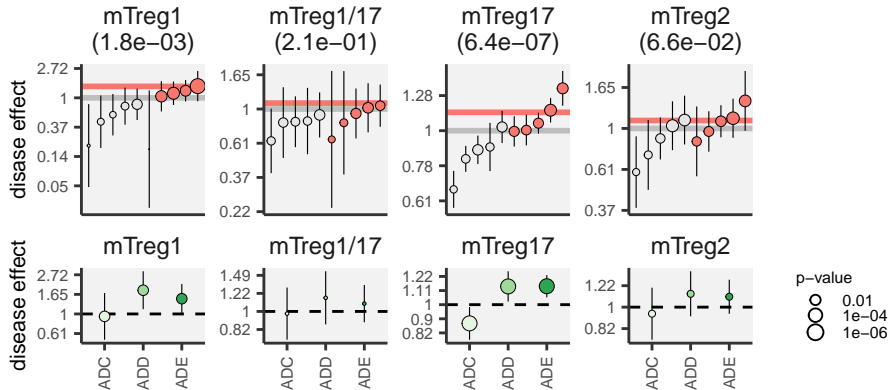 mTreg1
(1.8e−03)
mTreg1/17
(2.1e−01)
mTreg17
(6.4e−07)
mTreg2
(6.6e−02)
disase effect
2.72
1
0.37
0.14
0.05
1.65
1
0.61
0.37
0.22
1.28
1
0.78
0.61
1.65
1
0.61
0.37
mTreg1
mTreg1/17
mTreg17
mTreg2
disease effect
2.72
1.65
1
0.61
1.49
1.22
1
0.82
1.22
1.11
1
0.9
0.82
1.22
1
0.82
ADC
ADD
ADE
ADC
ADD
ADE
ADC
ADD
ADE
ADC
ADD
ADE
p−value
0.01
1e−04
1e−06